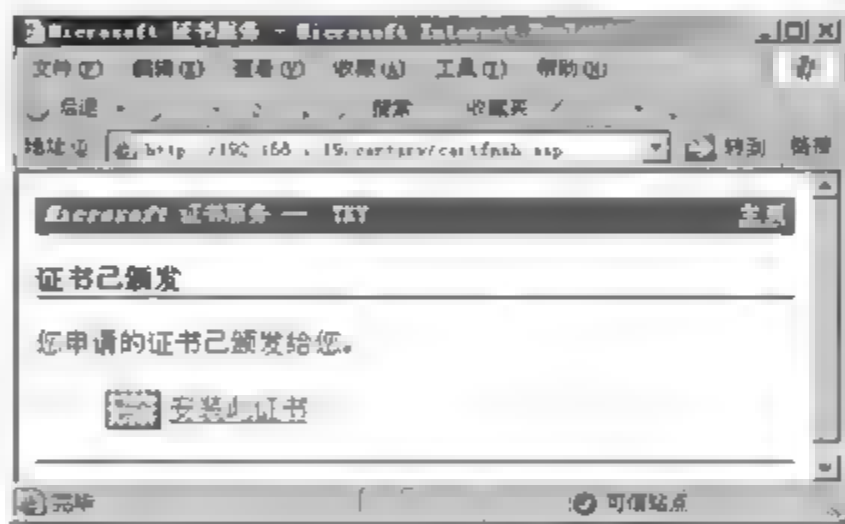 Microsoft 证书服务 - Microsoft Internet
文件(F) 编辑(E) 查看(V) 收藏(A) 工具(T) 帮助(H)
后退 搜索 收藏夹
地址(D) 转到 链接
Microsoft 证书服务 — 主页
证书已颁发
您申请的证书已颁发给您。
安装此证书
完毕 可信站点